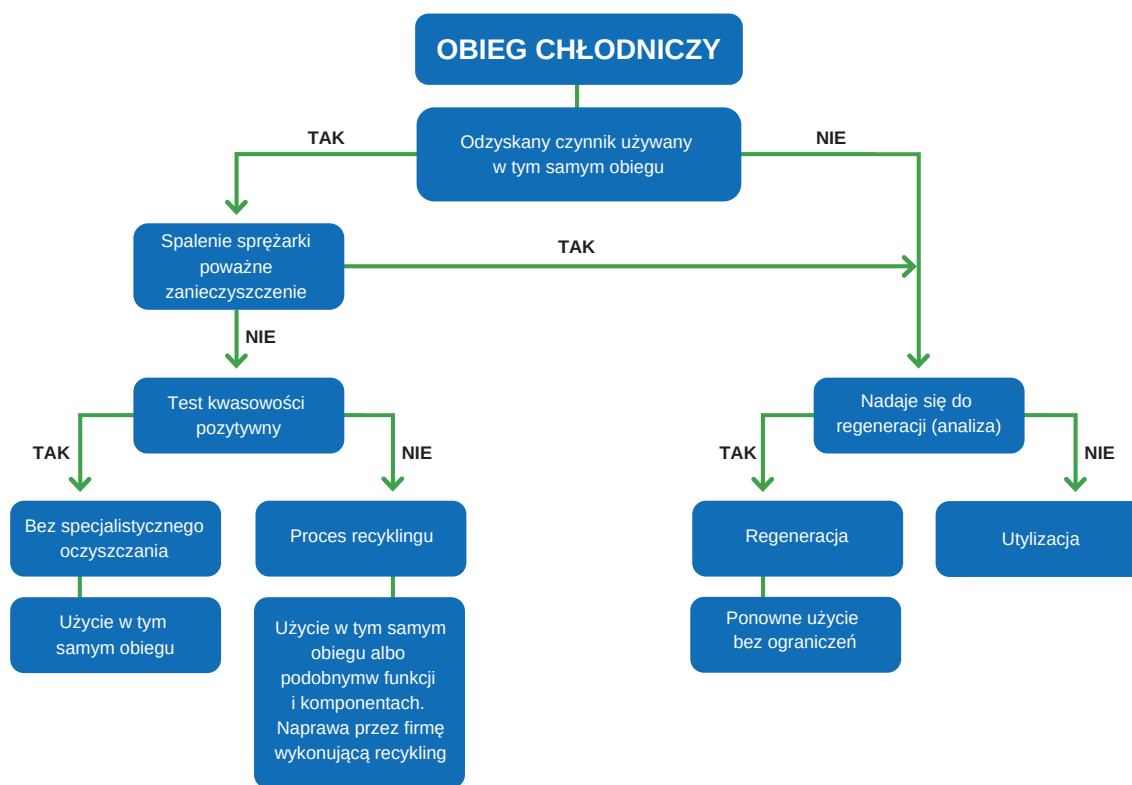 OBIEG CHŁODNICZY
TAK
Odzyskany czynnik używany
w tym samym obiegu
NIE
Spalenie sprężarki
poważne
zanieczyszczenie
TAK
NIE
Test kwasowości
pozytywny
Nadaje się do
regeneracji (analiza)
TAK
NIE
TAK
NIE
Bez specjalistycznego
oczyszczania
Proces recyklingu
Regeneracja
Utylizacja
Użycie w tym
samym obiegu
Użycie w tym samym
obiegu albo
podobnymw funkcji
i komponentach.
Naprawa przez firmę
wykonującą recykling
Ponowne użycie
bez ograniczeń